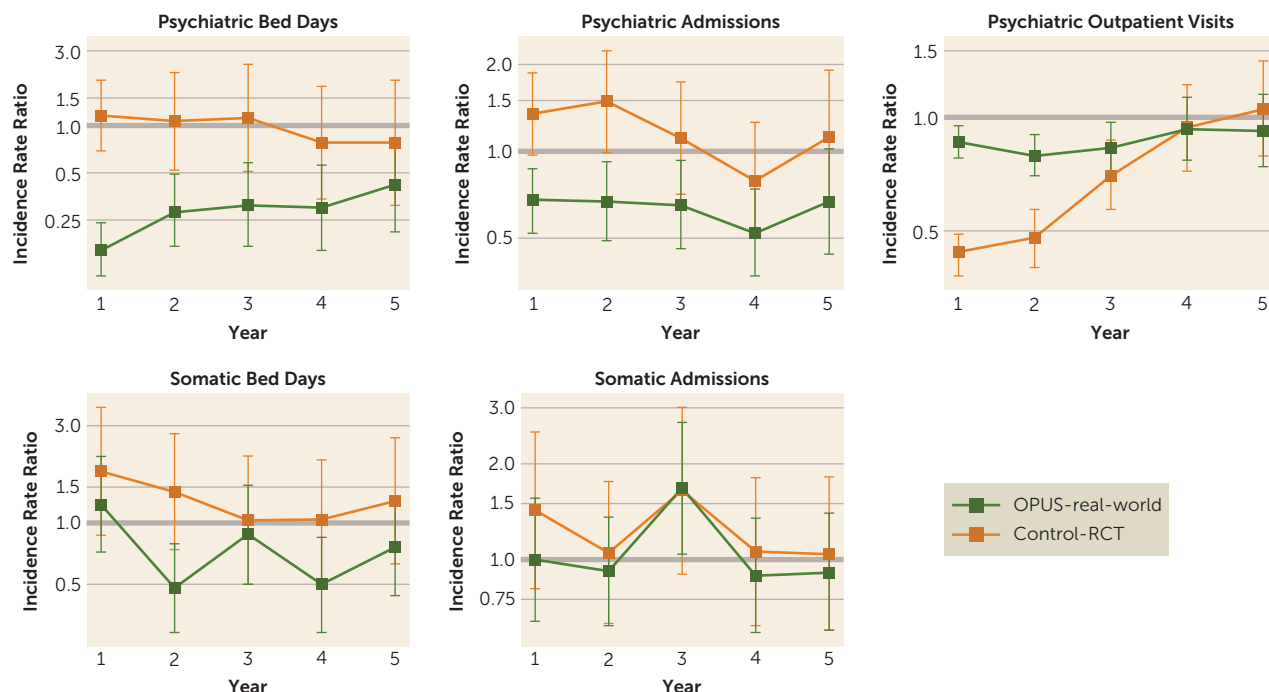 Psychiatric Bed Days
Incidence Rate Ratio
3.0
1.5
1.0
0.5
0.25
1 2 3 4 5
Year
Psychiatric Admissions
Incidence Rate Ratio
2.0
1.5
1.0
0.5
1 2 3 4 5
Year
Psychiatric Outpatient Visits
Incidence Rate Ratio
1.5
1.0
0.5
1 2 3 4 5
Year
Somatic Bed Days
Incidence Rate Ratio
3.0
1.5
1.0
0.5
1 2 3 4 5
Year
Somatic Admissions
Incidence Rate Ratio
3.0
2.0
1.5
1.0
0.75
1 2 3 4 5
Year
OPUS-real-world
Control-RCT